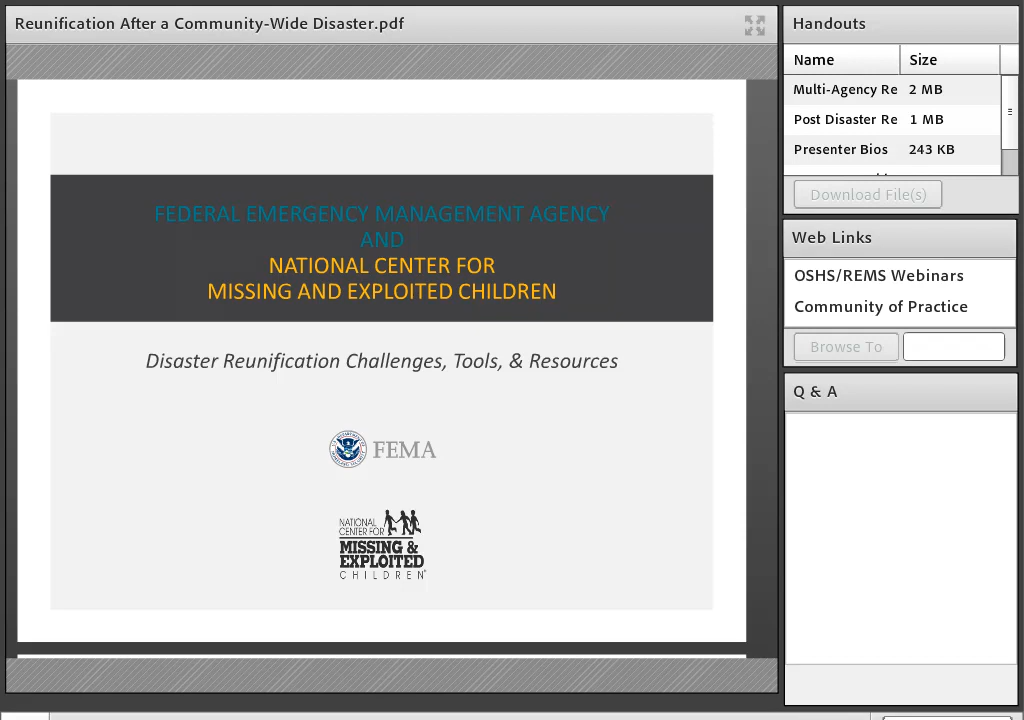 Reunification After a Community-Wide Disaster.pdf
FEDERAL EMERGENCY MANAGEMENT AGENCY
AND
NATIONAL CENTER FOR
MISSING AND EXPLOITED CHILDREN
Disaster Reunification Challenges, Tools, & Resources
FEMA
NATIONAL
CENTER FOR
MISSING &
EXPLOITED
CHILDREN®
Handouts
Name Size
Multi-Agency Re 2 MB
Post Disaster Re 1 MB
Presenter Bios 243 KB
Download File(s)
Web Links
OSHS/REMS Webinars
Community of Practice
Browse To
Q & A